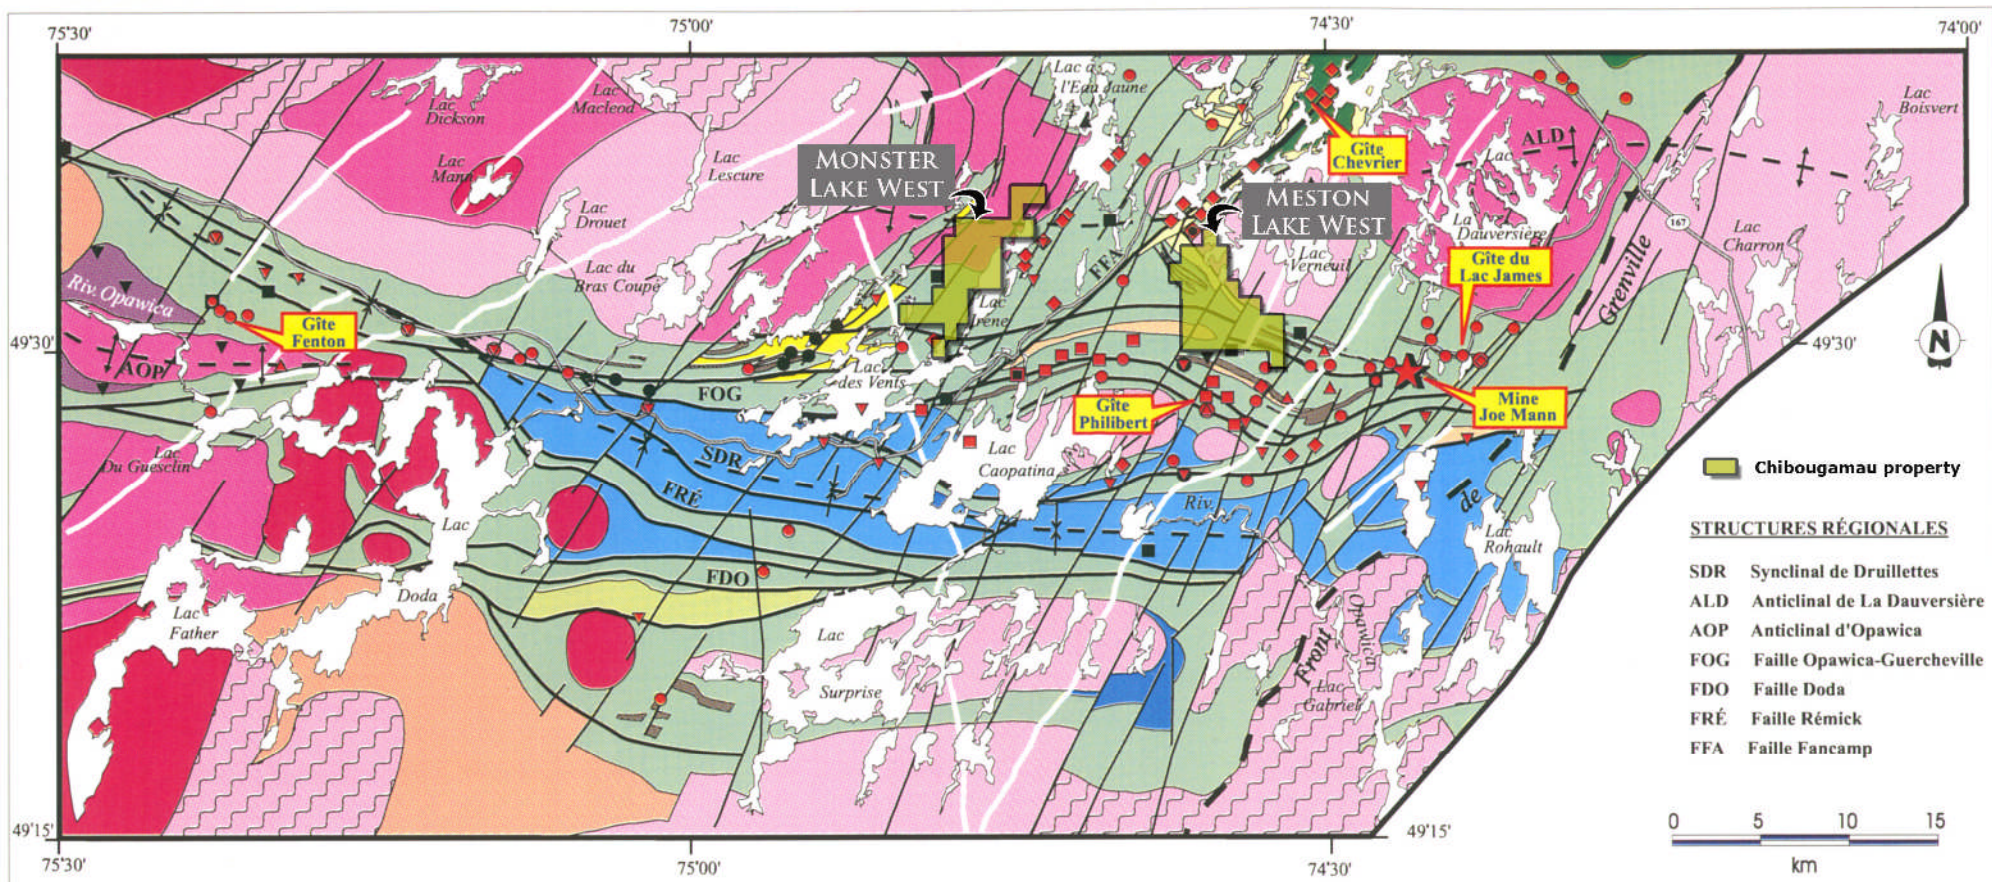 75°30'
75°00'
74°30'
74°00'
Lac
Dickson
Lac
Macleod
Lac à
l'Eau Jaune
Lac
Boisvert
Lac
Mann
Lac
Lescure
MONSTER
LAKE WEST
Gîte
Chevrier
ALD
Lac
La
Dauversière
MESTON
LAKE WEST
Lac
Drouet
Lac du
Bras Coupé
FFA
Lac
Verneuil
167
Lac
Charron
Gîte du
Lac James
Grenville
Riv. Opawica
Gîte
Fenton
Lac
Irene
49°30'
49°30'
N
AOP
FOG
Lac
des Vents
Gîte
Philibert
Mine
Joe Mann
Lac
Du Guesclin
SDR
FRÉ
Lac
Caopatina
Riv.
de
Lac
Rohault
Lac
Doda
FDO
Lac
Father
Lac
Surprise
Opawica
Front
Lac
Gabriel
Chibougamau property
STRUCTURES RÉGIONALES
SDR Synclinal de Druillettes
ALD Anticlinal de La Dauversière
AOP Anticlinal d'Opawica
FOG Faille Opawica-Guercheville
FDO Faille Doda
FRÉ Faille Rémick
FFA Faille Fancamp
0 5 10 15
km
49°15'
49°15'
75°30'
75°00'
74°30'